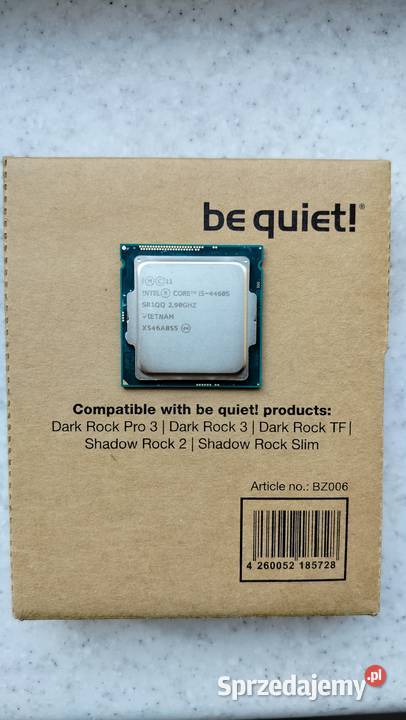 be quiet!®
INTEL® CORE™ i5-4460S
SR1QQ 2.90GHZ
VIETNAM
X546A855
Compatible with be quiet! products:
Dark Rock Pro 3 | Dark Rock 3 | Dark Rock TF |
Shadow Rock 2 | Shadow Rock Slim
Article no.: BZ006
4 260052 185728
Sprzedajemy.pl